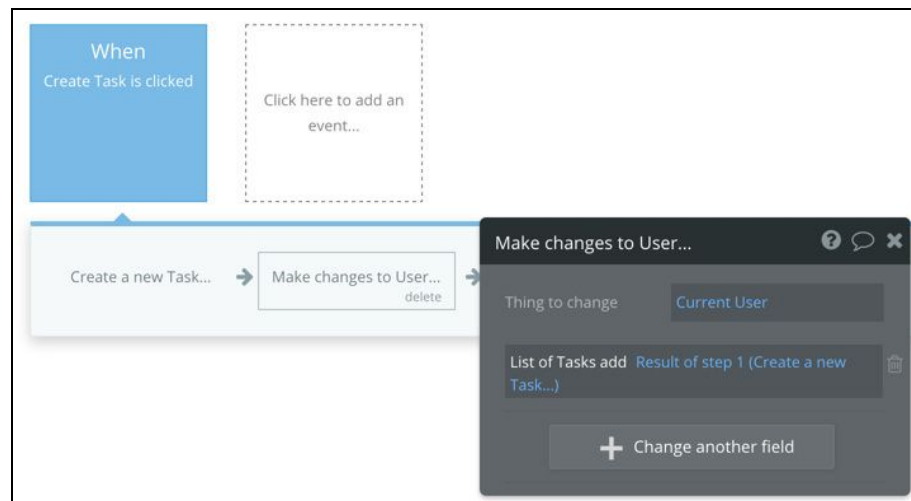 When
Create Task is clicked
Click here to add an
event...
Create a new Task...
Make changes to User...
delete
Make changes to User...
Thing to change
Current User
List of Tasks add Result of step 1 (Create a new
Task...)
Change another field